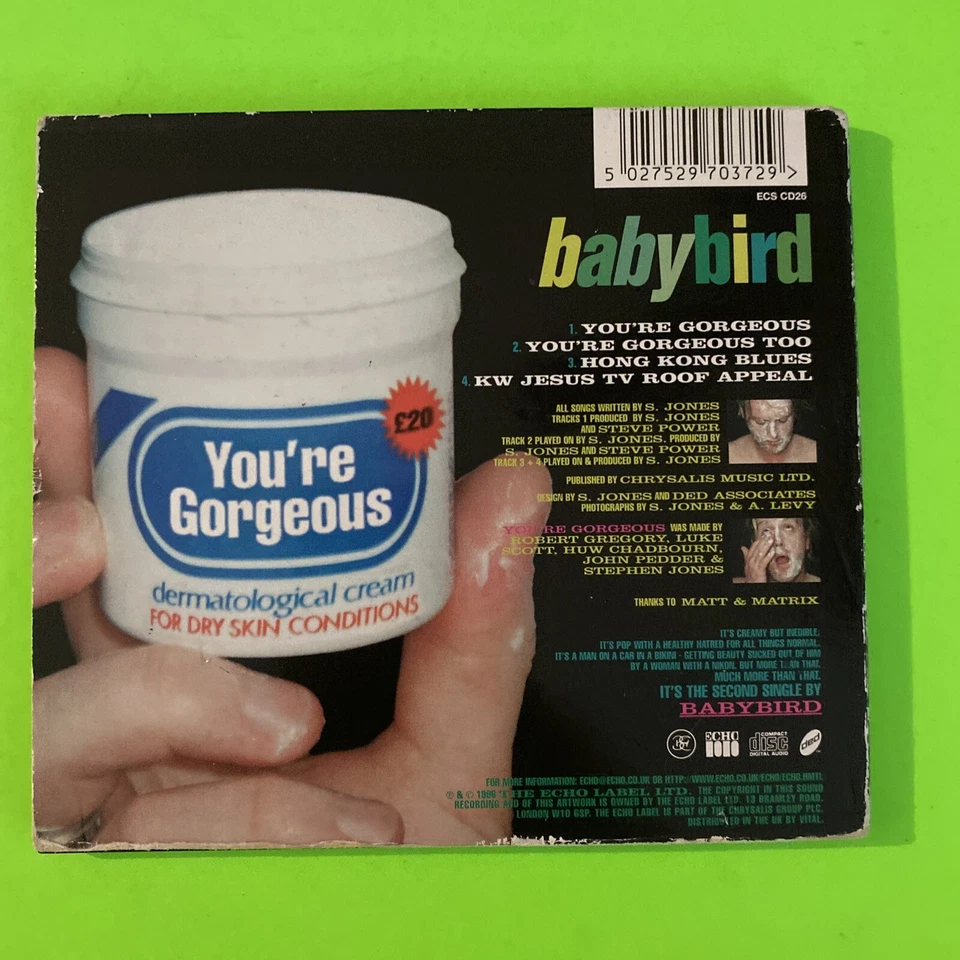 5 027529 703729 >
ECS CD26
babybird
1. YOU'RE GORGEOUS
2. YOU'RE GORGEOUS TOO
3. HONG KONG BLUES
4. KW JESUS TV ROOF APPEAL
£20
You're
Gorgeous
dermatological cream
FOR DRY SKIN CONDITIONS
ALL SONGS WRITTEN BY S. JONES
TRACKS 1 PRODUCED BY S. JONES
AND STEVE POWER
TRACK 2 PLAYED ON BY S. JONES. PRODUCED BY
S. JONES AND STEVE POWER
TRACK 3 + 4 PLAYED ON & PRODUCED BY S. JONES
PUBLISHED BY CHRYSALIS MUSIC LTD.
DESIGN BY S. JONES AND DED ASSOCIATES
PHOTOGRAPHS BY S. JONES & A. LEVY
YOU'RE GORGEOUS WAS MADE BY
ROBERT GREGORY, LUKE
SCOTT, HUW CHADBOURN,
JOHN PEDDER &
STEPHEN JONES
THANKS TO MATT & MATRIX
IT'S CREAMY BUT INEDIBLE.
IT'S POP WITH A HEALTHY HATRED FOR ALL THINGS NORMAL.
IT'S A MAN ON A CAR IN A BIKINI - GETTING BEAUTY SUCKED OUT OF HIM
BY A WOMAN WITH A NIKON, BUT MORE THAN THAT.
MUCH MORE THAN THAT.
IT'S THE SECOND SINGLE BY
BABYBIRD
ECHO
COMPACT
disc
DIGITAL AUDIO
ded
FOR MORE INFORMATION: ECHO@ECHO.CO.UK OR HTTP://WWW.ECHO.CO.UK/ECHO/ECHO.HMTL
℗ & © 1996 THE ECHO LABEL LTD. THE COPYRIGHT IN THIS SOUND
RECORDING AND OF THIS ARTWORK IS OWNED BY THE ECHO LABEL LTD. 13 BRAMLEY ROAD.
LONDON W10 6SP. THE ECHO LABEL IS PART OF THE CHRYSALIS GROUP PLC.
DISTRIBUTED IN THE UK BY VITAL.